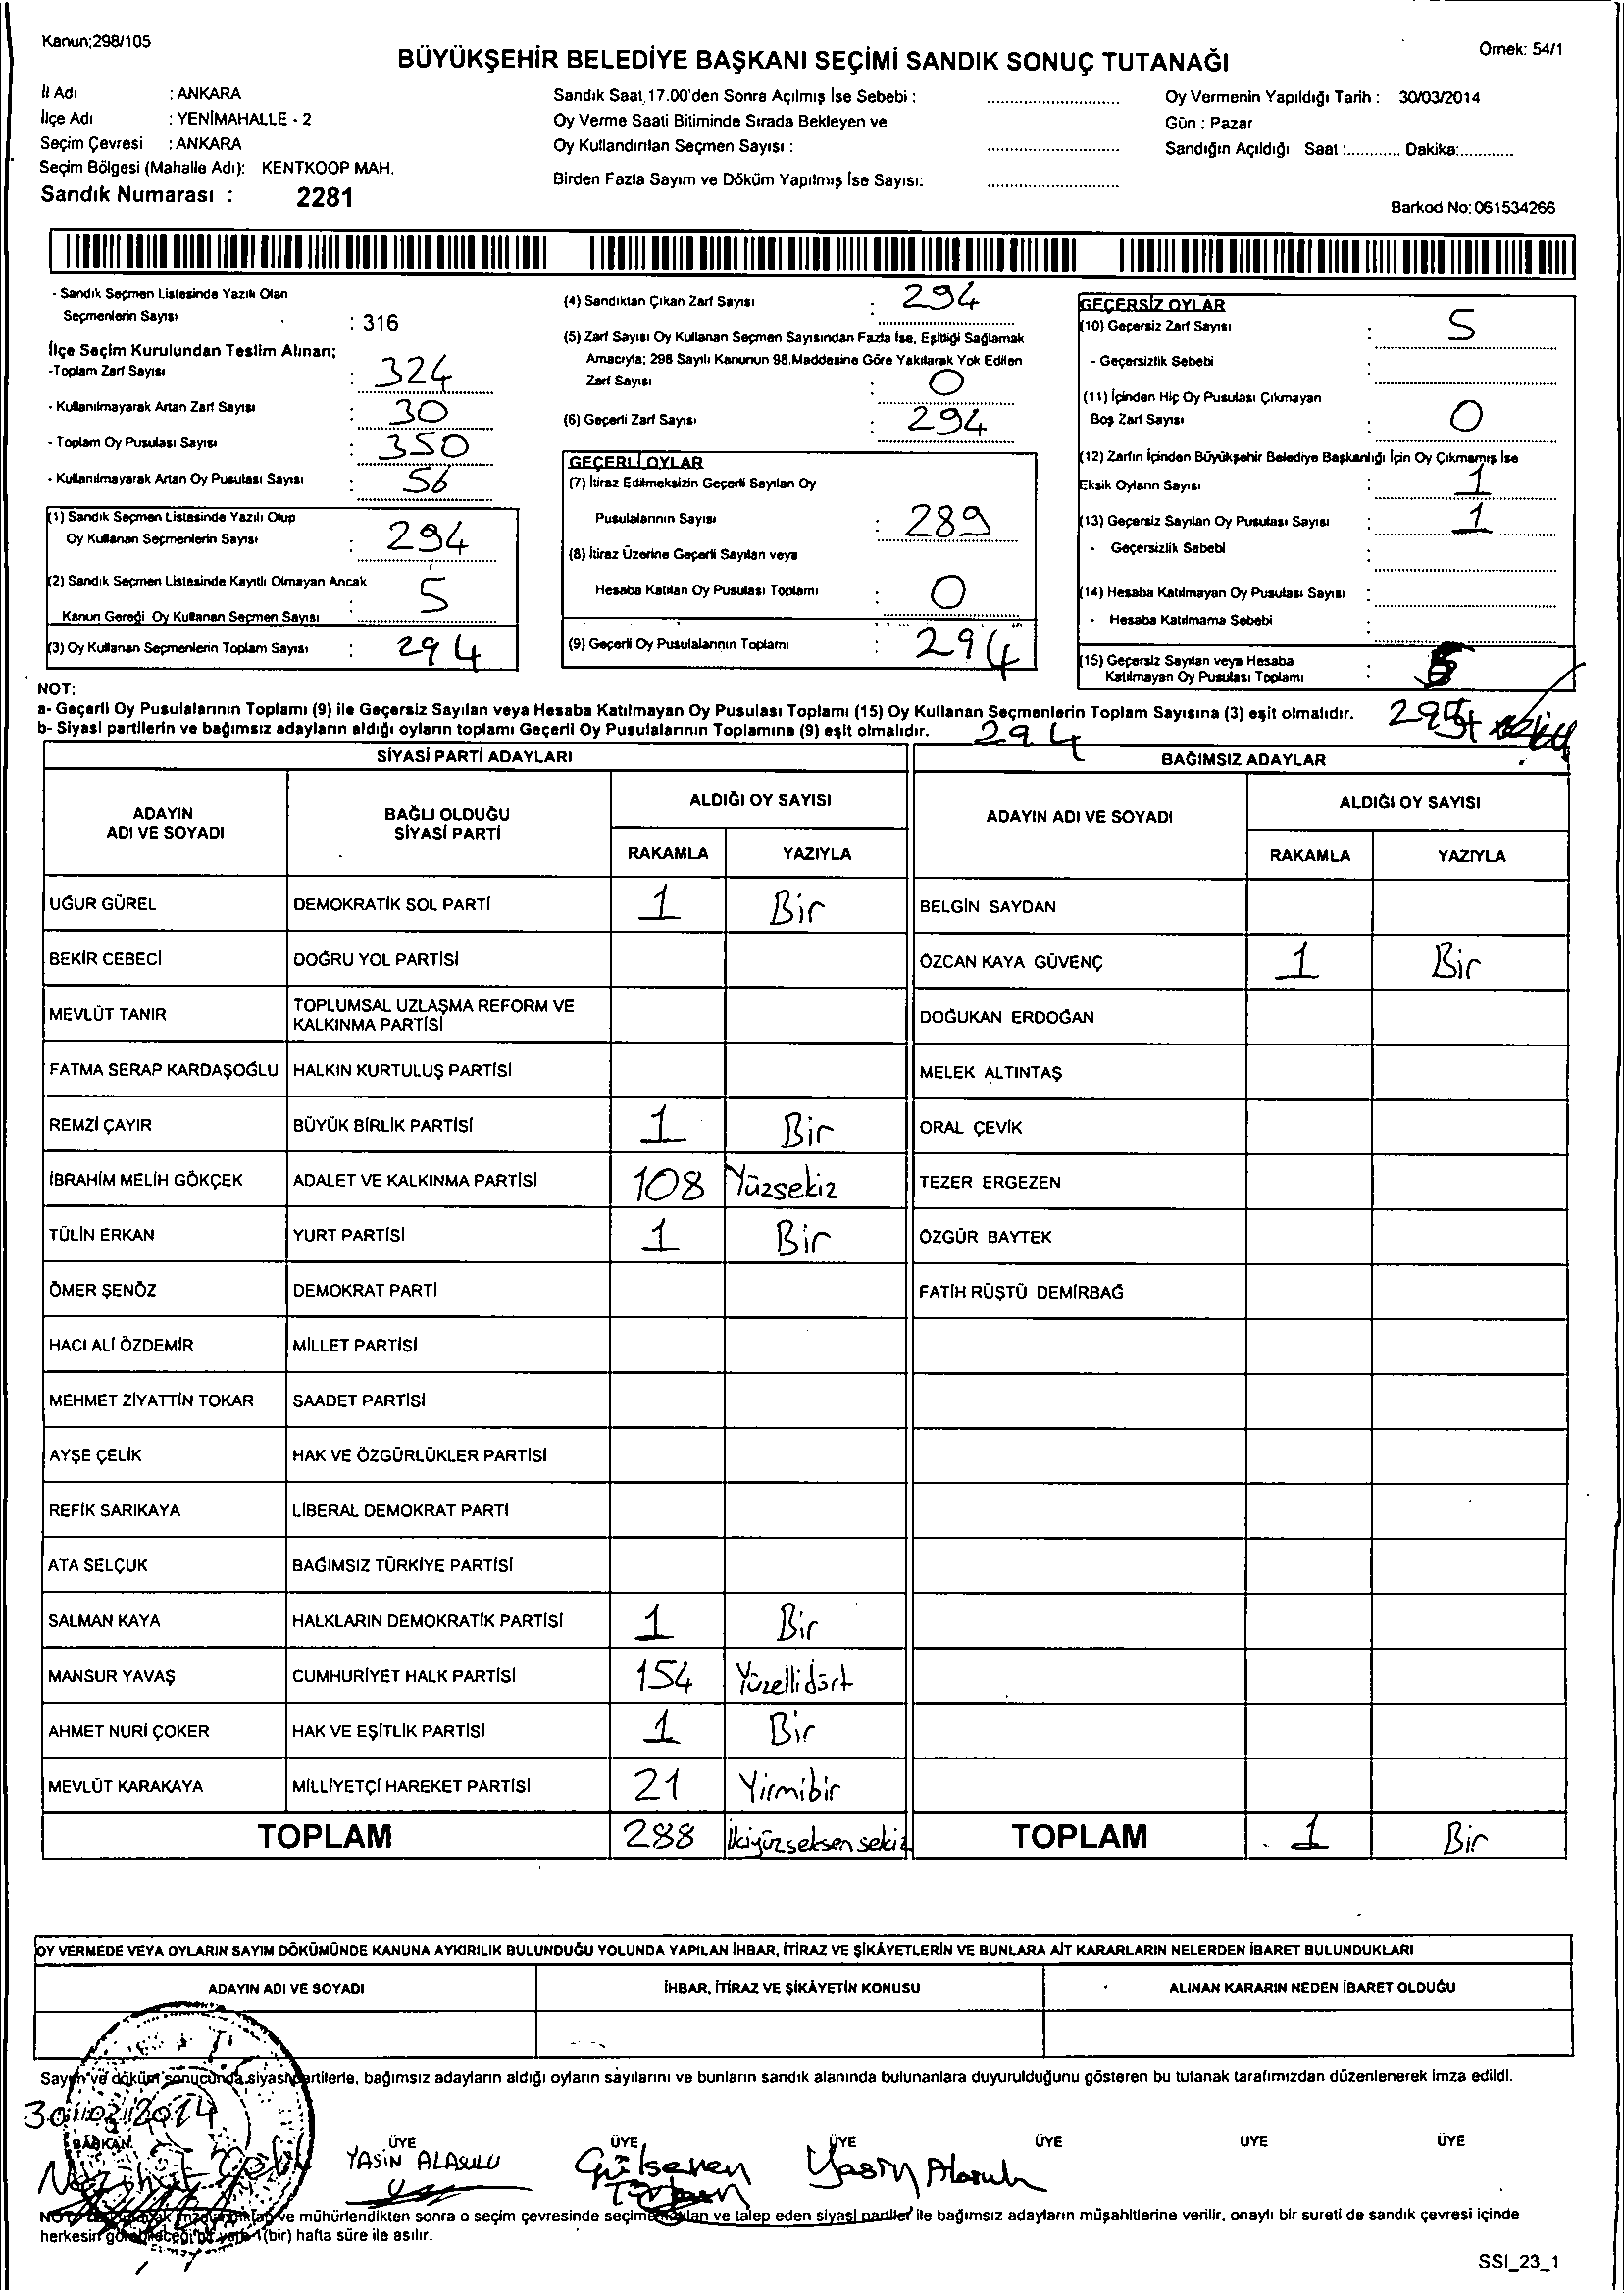 Kanun;298/105
Örnek: 54/1
BÜYÜKŞEHİR BELEDİYE BAŞKANI SEÇİMİ SANDIK SONUÇ TUTANAĞI
İl Adı : ANKARA
İlçe Adı : YENİMAHALLE - 2
Seçim Çevresi : ANKARA
Seçim Bölgesi (Mahalle Adı): KENTKOOP MAH.
Sandık Numarası : 2281
Sandık Saat 17.00'den Sonra Açılmış İse Sebebi :
Oy Verme Saati Bitiminde Sırada Bekleyen ve
Oy Kullandırılan Seçmen Sayısı :
Birden Fazla Sayım ve Döküm Yapılmış İse Sayısı:
Oy Vermenin Yapıldığı Tarih : 30/03/2014
Gün : Pazar
Sandığın Açıldığı Saat :............ Dakika:............
Barkod No: 061534266
- Sandık Seçmen Listesinde Yazılı Olan
Seçmenlerin Sayısı : 316
İlçe Seçim Kurulundan Teslim Alınan;
-Toplam Zarf Sayısı : 324
- Kullanılmayarak Artan Zarf Sayısı : 30
- Toplam Oy Pusulası Sayısı : 350
- Kullanılmayarak Artan Oy Pusulası Sayısı : 56
(1) Sandık Seçmen Listesinde Yazılı Olup
Oy Kullanan Seçmenlerin Sayısı : 294
(2) Sandık Seçmen Listesinde Kayıtlı Olmayan Ancak
Kanun Gereği Oy Kullanan Seçmen Sayısı : 5
(3) Oy Kullanan Seçmenlerin Toplam Sayısı : 294
(4) Sandıktan Çıkan Zarf Sayısı : 294
(5) Zarf Sayısı Oy Kullanan Seçmen Sayısından Fazla İse, Eşitliği Sağlamak
Amacıyla; 298 Sayılı Kanunun 98.Maddesine Göre Yakılarak Yok Edilen
Zarf Sayısı : 0
(6) Geçerli Zarf Sayısı : 294
GEÇERLİ OYLAR
(7) İtiraz Edilmeksizin Geçerli Sayılan Oy
Pusulalarının Sayısı : 289
(8) İtiraz Üzerine Geçerli Sayılan veya
Hesaba Katılan Oy Pusulası Toplamı : 0
(9) Geçerli Oy Pusulalarının Toplamı : 294
GEÇERSİZ OYLAR
(10) Geçersiz Zarf Sayısı : 5
- Geçersizlik Sebebi :
(11) İçinden Hiç Oy Pusulası Çıkmayan
Boş Zarf Sayısı : 0
(12) Zarfın İçinden Büyükşehir Belediye Başkanlığı İçin Oy Çıkmamış İse
Eksik Oyların Sayısı : 1
(13) Geçersiz Sayılan Oy Pusulası Sayısı : 1
- Geçersizlik Sebebi :
(14) Hesaba Katılmayan Oy Pusulası Sayısı :
- Hesaba Katılmama Sebebi :
(15) Geçersiz Sayılan veya Hesaba
Katılmayan Oy Pusulası Toplamı :
NOT:
a- Geçerli Oy Pusulalarının Toplamı (9) ile Geçersiz Sayılan veya Hesaba Katılmayan Oy Pusulası Toplamı (15) Oy Kullanan Seçmenlerin Toplam Sayısına (3) eşit olmalıdır.
b- Siyasi partilerin ve bağımsız adayların aldığı oyların toplamı Geçerli Oy Pusulalarının Toplamına (9) eşit olmalıdır. 294
SİYASİ PARTİ ADAYLARI
BAĞIMSIZ ADAYLAR
ADAYIN ADI VE SOYADI
BAĞLI OLDUĞU SİYASİ PARTİ
ALDIĞI OY SAYISI
RAKAMLA YAZIYLA
ADAYIN ADI VE SOYADI
ALDIĞI OY SAYISI
RAKAMLA YAZIYLA
UĞUR GÜREL DEMOKRATİK SOL PARTİ 1 Bir BELGİN SAYDAN
BEKİR CEBECİ DOĞRU YOL PARTİSİ ÖZCAN KAYA GÜVENÇ 1 Bir
MEVLÜT TANIR TOPLUMSAL UZLAŞMA REFORM VE KALKINMA PARTİSİ DOĞUKAN ERDOĞAN
FATMA SERAP KARDAŞOĞLU HALKIN KURTULUŞ PARTİSİ MELEK ALTINTAŞ
REMZİ ÇAYIR BÜYÜK BİRLİK PARTİSİ 1 Bir ORAL ÇEVİK
İBRAHİM MELİH GÖKÇEK ADALET VE KALKINMA PARTİSİ 108 Yüzsekiz TEZER ERGEZEN
TÜLİN ERKAN YURT PARTİSİ 1 Bir ÖZGÜR BAYTEK
ÖMER ŞENÖZ DEMOKRAT PARTİ FATİH RÜŞTÜ DEMİRBAĞ
HACI ALİ ÖZDEMİR MİLLET PARTİSİ
MEHMET ZİYATTİN TOKAR SAADET PARTİSİ
AYŞE ÇELİK HAK VE ÖZGÜRLÜKLER PARTİSİ
REFİK SARIKAYA LİBERAL DEMOKRAT PARTİ
ATA SELÇUK BAĞIMSIZ TÜRKİYE PARTİSİ
SALMAN KAYA HALKLARIN DEMOKRATİK PARTİSİ 1 Bir
MANSUR YAVAŞ CUMHURİYET HALK PARTİSİ 154 Yüzellidört
AHMET NURİ ÇOKER HAK VE EŞİTLİK PARTİSİ 1 Bir
MEVLÜT KARAKAYA MİLLİYETÇİ HAREKET PARTİSİ 21 Yirmibir
TOPLAM 288 İkiyüzseksensekiz TOPLAM 1 Bir
OY VERMEDE VEYA OYLARIN SAYIM DÖKÜMÜNDE KANUNA AYKIRILIK BULUNDUĞU YOLUNDA YAPILAN İHBAR, İTİRAZ VE ŞİKÂYETLERİN VE BUNLARA AİT KARARLARIN NELERDEN İBARET BULUNDUKLARI
ADAYIN ADI VE SOYADI İHBAR, İTİRAZ VE ŞİKÂYETİN KONUSU ALINAN KARARIN NEDEN İBARET OLDUĞU
Sayım ve döküm sonucunda siyasi partilerle, bağımsız adayların aldığı oyların sayılarını ve bunların sandık alanında bulunanlara duyurulduğunu gösteren bu tutanak tarafımızdan düzenlenerek imza edildi.
30/03/2014
BAŞKAN ÜYE ÜYE ÜYE ÜYE ÜYE ÜYE
YASİN ALASULU Gülseren Yasin Alasulu
ve mühürlendikten sonra o seçim çevresinde seçime katılan ve talep eden siyasi partiler ile bağımsız adayların müşahitlerine verilir, onaylı bir sureti de sandık çevresi içinde
herkesin görebileceği bir yere 1 (bir) hafta süre ile asılır.
SSI_23_1